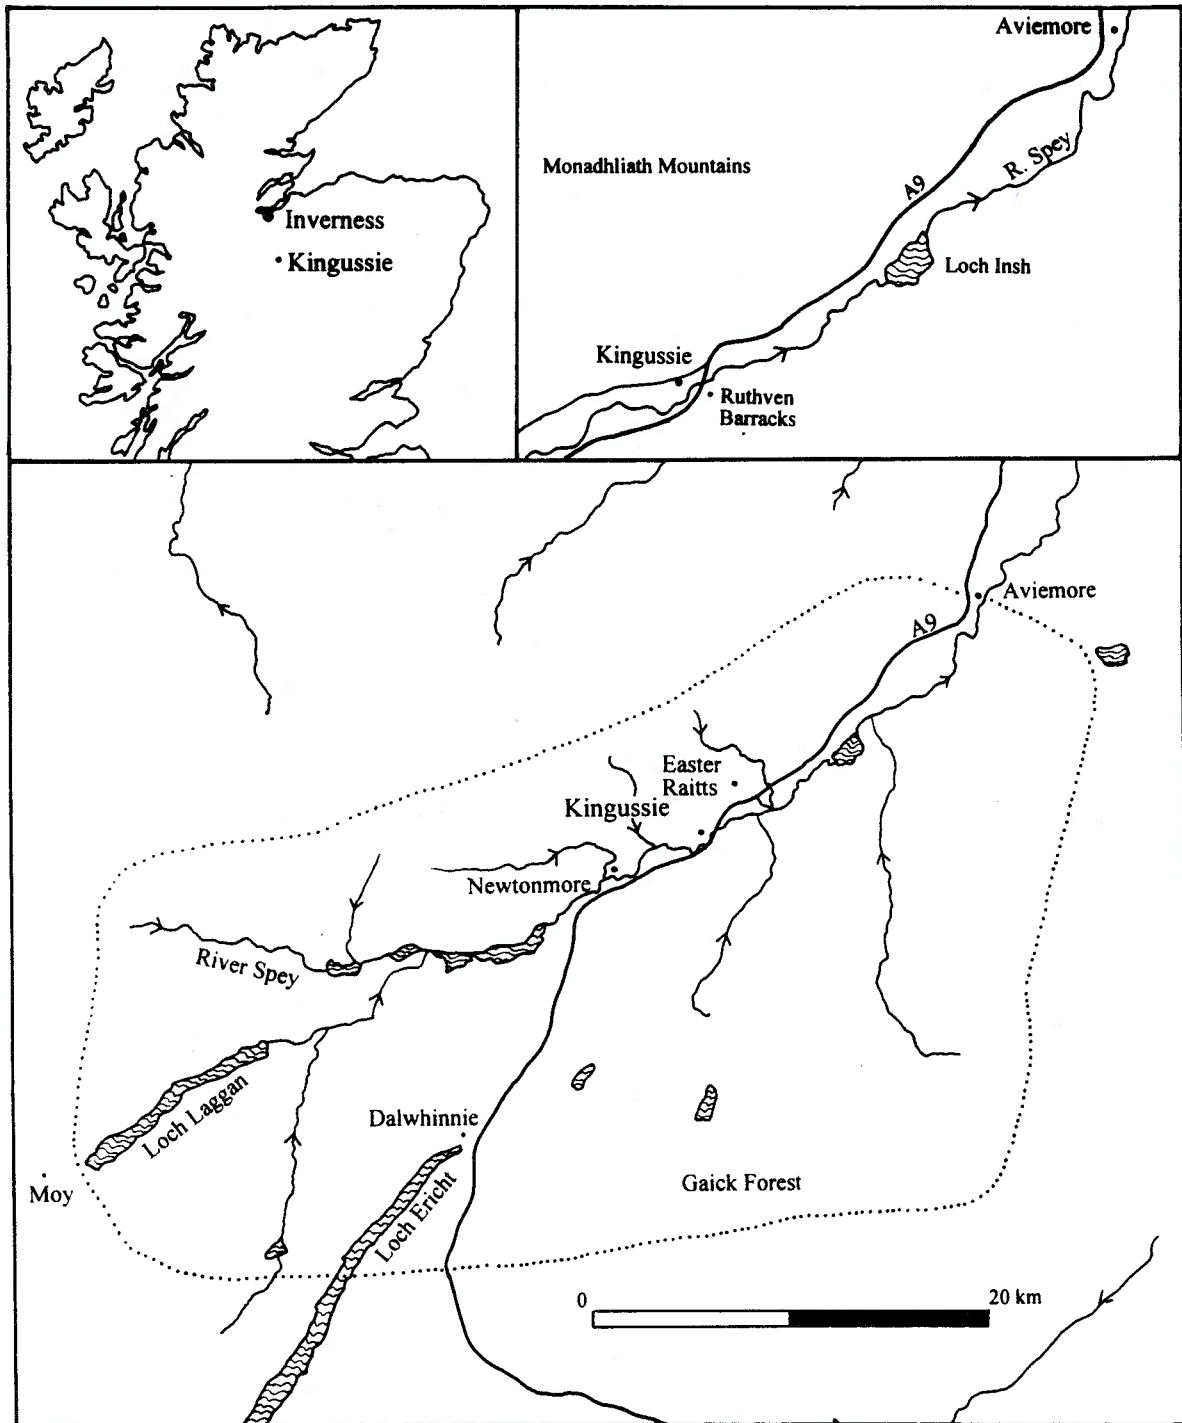 Inverness
Kingussie
Aviemore
Monadhliath Mountains
A9
R. Spey
Loch Insh
Kingussie
Ruthven
Barracks
Aviemore
A9
Easter
Raitts
Kingussie
Newtonmore
River Spey
Loch Laggan
Dalwhinnie
Moy
Loch Ericht
Gaick Forest
0
20 km